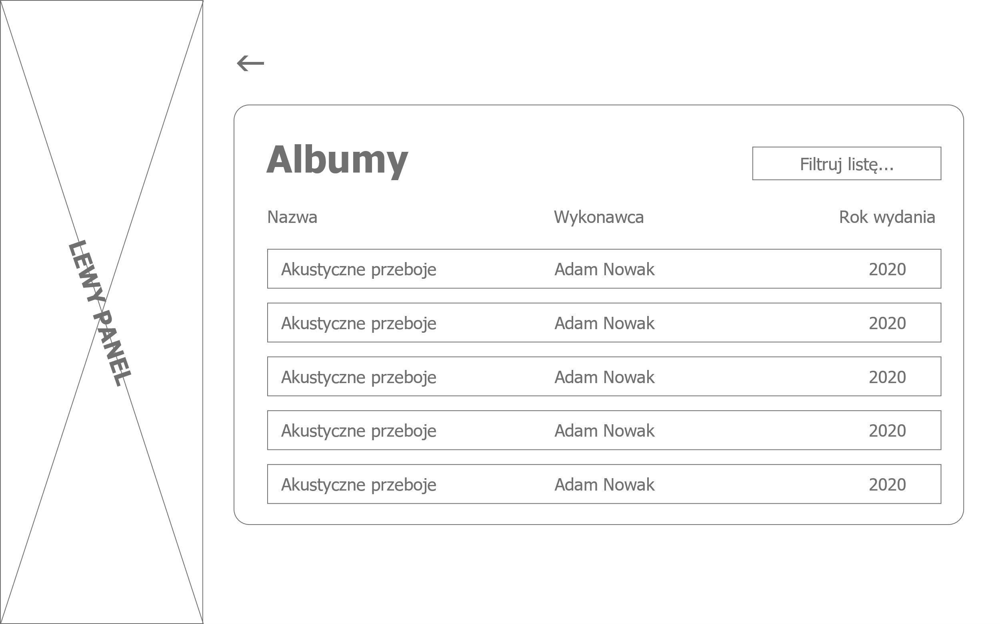 LEWY PANEL
Albumy
Filtruj listę...
Nazwa Wykonawca Rok wydania
Akustyczne przeboje Adam Nowak 2020
Akustyczne przeboje Adam Nowak 2020
Akustyczne przeboje Adam Nowak 2020
Akustyczne przeboje Adam Nowak 2020
Akustyczne przeboje Adam Nowak 2020